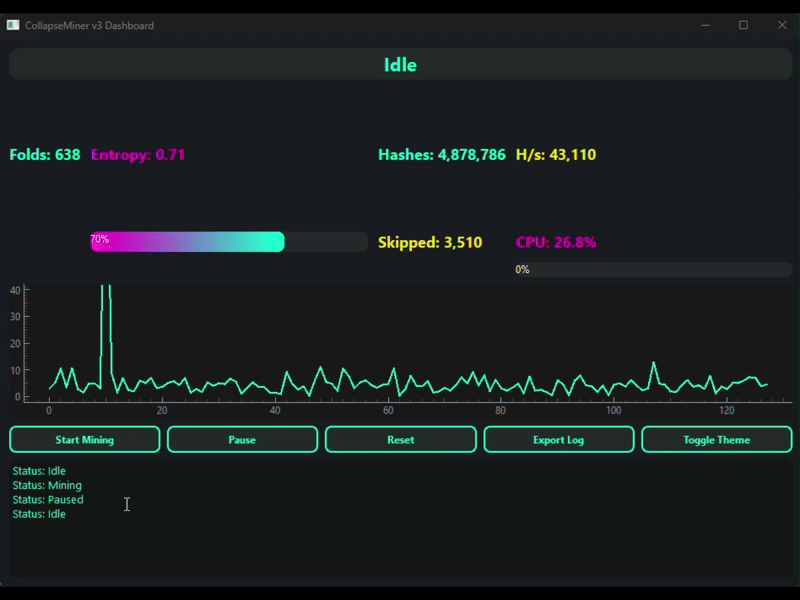 CollapseMiner v3 Dashboard
Idle
Folds: 638 Entropy: 0.71 Hashes: 4,878,786 H/s: 43,110
70% Skipped: 3,510 CPU: 26.8%
0%
40
30
20
10
0
0 20 40 60 80 100 120
Start Mining Pause Reset Export Log Toggle Theme
Status: Idle
Status: Mining
Status: Paused
Status: Idle